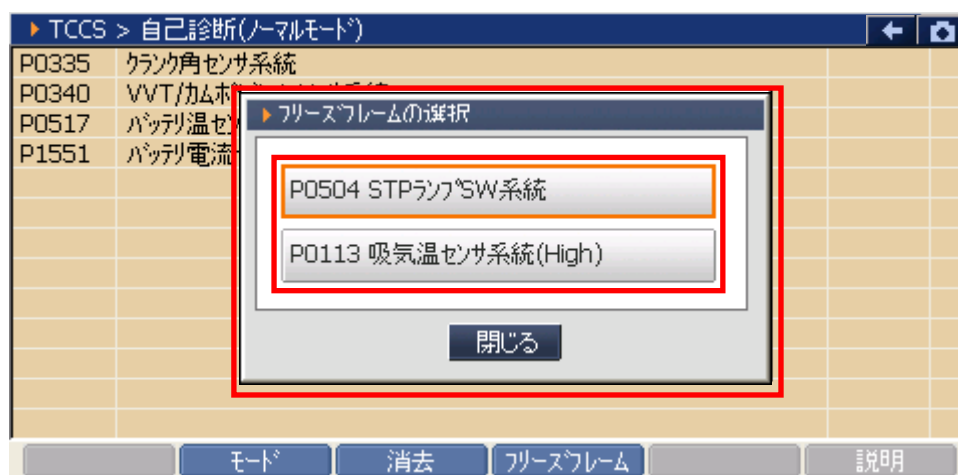 TCCS > 自己診断(ﾉｰﾏﾙﾓｰﾄﾞ)
P0335 ｸﾗﾝｸ角ｾﾝｻ系統
P0340 VVT/ｶﾑﾎﾟ
P0517 ﾊﾞｯﾃﾘ温ｾﾝ
P1551 ﾊﾞｯﾃﾘ電流
ﾌﾘｰｽﾞﾌﾚｰﾑの選択
P0504 STPﾗﾝﾌﾟSW系統
P0113 吸気温ｾﾝｻ系統(High)
閉じる
ﾓｰﾄﾞ 消去 ﾌﾘｰｽﾞﾌﾚｰﾑ 説明